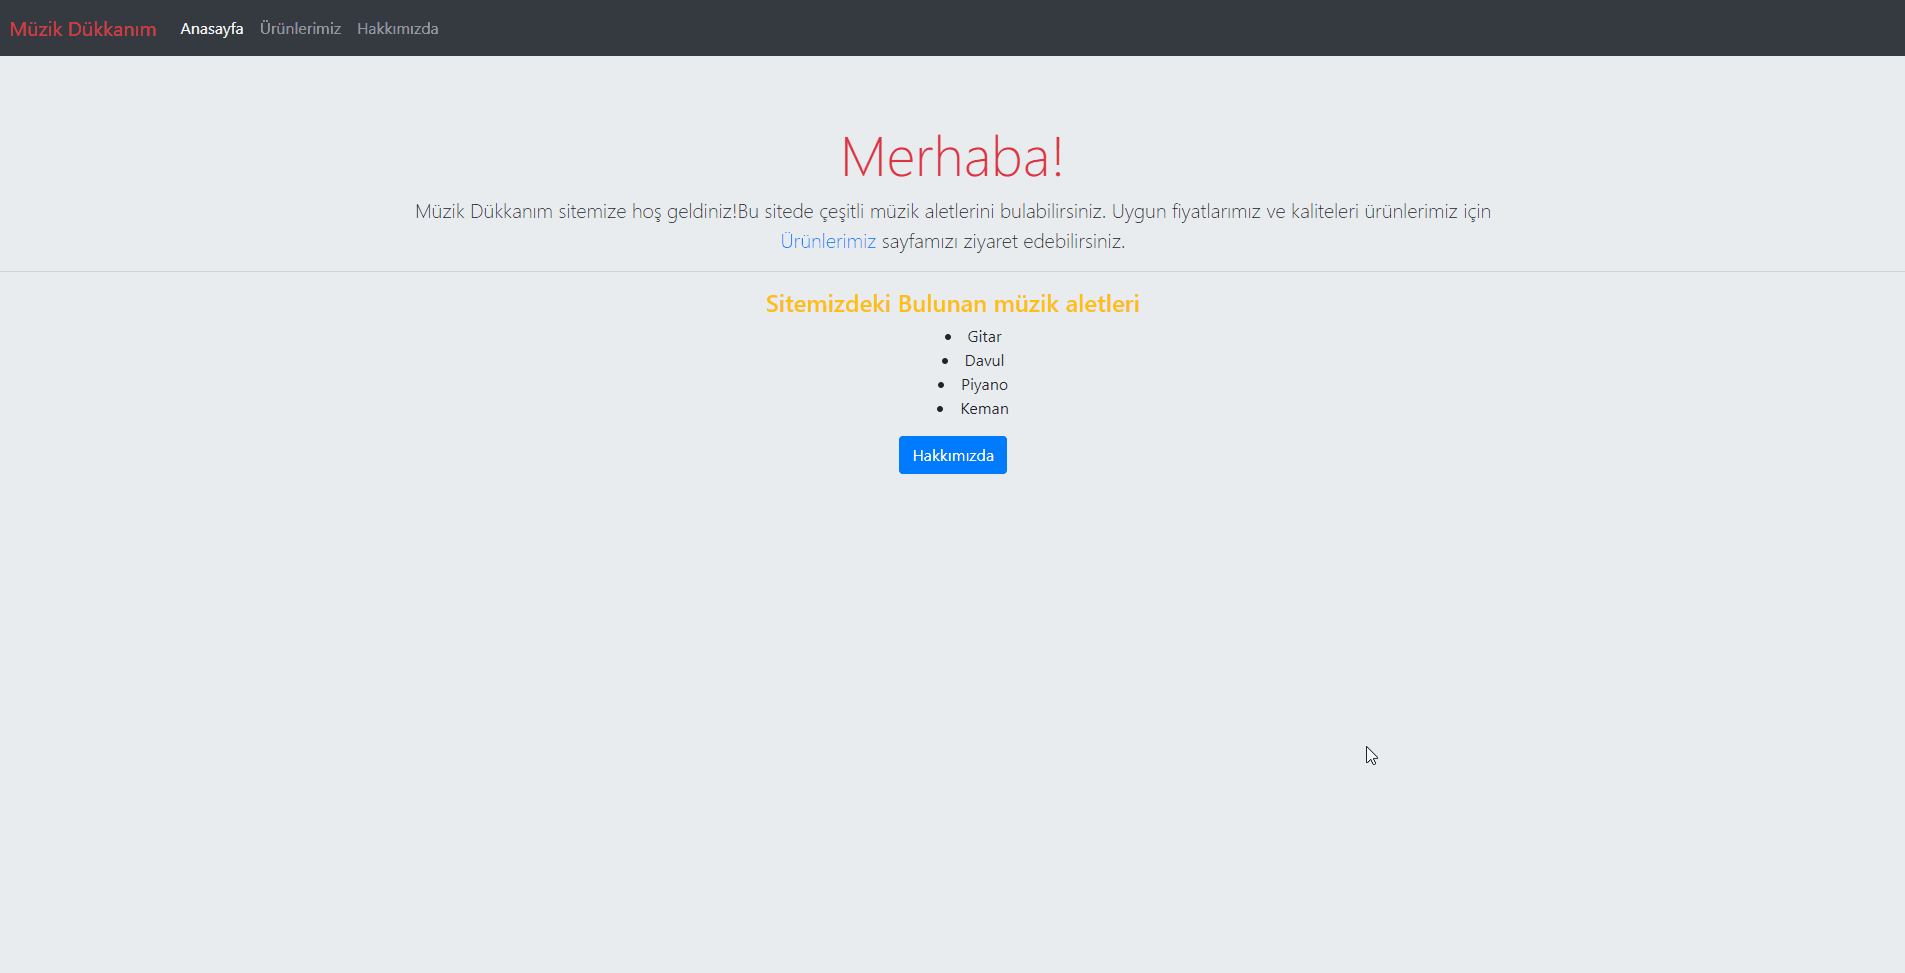 Müzik Dükkanım Anasayfa Ürünlerimiz Hakkımızda
Merhaba!
Müzik Dükkanım sitemize hoş geldiniz!Bu sitede çeşitli müzik aletlerini bulabilirsiniz. Uygun fiyatlarımız ve kaliteleri ürünlerimiz için
Ürünlerimiz sayfamızı ziyaret edebilirsiniz.
Sitemizdeki Bulunan müzik aletleri
• Gitar
• Davul
• Piyano
• Keman
Hakkımızda